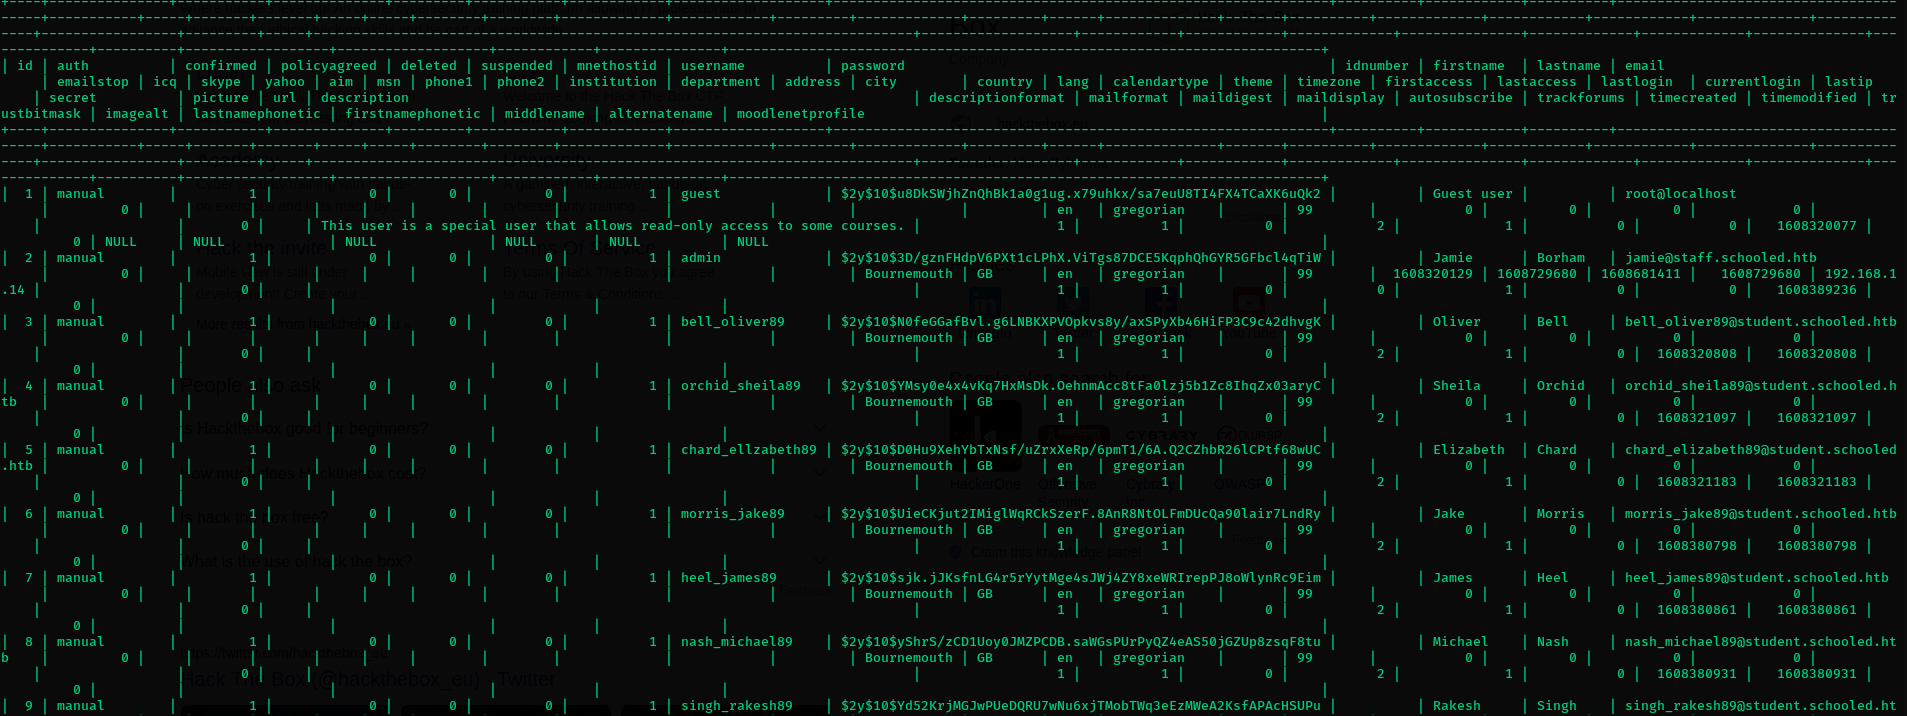 | id | auth | confirmed | policyagreed | deleted | suspended | mnethostid | username | password | idnumber | firstname | lastname | email
| emailstop | icq | skype | yahoo | aim | msn | phone1 | phone2 | institution | department | address | city | country | lang | calendartype | theme | timezone | firstaccess | lastaccess | lastlogin | currentlogin | lastip
| secret | picture | url | description | descriptionformat | mailformat | maildigest | maildisplay | autosubscribe | trackforums | timecreated | timemodified | tr
ustbitmask | imagealt | lastnamephonetic | firstnamephonetic | middlename | alternatename | moodlenetprofile |
| 1 | manual | 1 | 0 | 0 | 0 | 1 | guest | $2y$10$u8DkSWjhZnQhBk1a0g1ug.x79uhkx/sa7euU8TI4FX4TCaXK6uQk2 | | Guest user | | root@localhost
| 0 | | | | | | | | | | | | | en | gregorian | | 99 | 0 | 0 | 0 | 0 |
| | 0 | | This user is a special user that allows read-only access to some courses. | 1 | 1 | 0 | 2 | 1 | 0 | 0 | 1608320077 |
0 | NULL | NULL | NULL | NULL | NULL | NULL |
| 2 | manual | 1 | 0 | 0 | 0 | 1 | admin | $2y$10$3D/gznFHdpV6PXt1cLPhX.ViTgs87DCE5KqphQhGYR5GFbcl4qTiW | | Jamie | Borham | jamie@staff.schooled.htb
| 0 | | | | | | | | | | | Bournemouth | GB | en | gregorian | | 99 | 1608320129 | 1608729680 | 1608681411 | 1608729680 | 192.168.1
.14 | | 0 | | | 1 | 1 | 0 | 0 | 1 | 0 | 0 | 1608389236 |
0 | | | | | | |
| 3 | manual | 1 | 0 | 0 | 0 | 1 | bell_oliver89 | $2y$10$N0feGGafBvl.g6LNBKXPVOpkvs8y/axSPyXb46HiFP3C9c42dhvgK | | Oliver | Bell | bell_oliver89@student.schooled.htb
| 0 | | | | | | | | | | | Bournemouth | GB | en | gregorian | | 99 | 0 | 0 | 0 | 0 |
| | 0 | | | 1 | 1 | 0 | 2 | 1 | 0 | 1608320808 | 1608320808 |
0 | | | | | | |
| 4 | manual | 1 | 0 | 0 | 0 | 1 | orchid_sheila89 | $2y$10$YMsy0e4x4vKq7HxMsDk.OehnmAcc8tFa0lzj5b1Zc8IhqZx03aryC | | Sheila | Orchid | orchid_sheila89@student.schooled.h
tb | 0 | | | | | | | | | | | Bournemouth | GB | en | gregorian | | 99 | 0 | 0 | 0 | 0 |
| | 0 | | | 1 | 1 | 0 | 2 | 1 | 0 | 1608321097 | 1608321097 |
0 | | | | | | |
| 5 | manual | 1 | 0 | 0 | 0 | 1 | chard_ellzabeth89 | $2y$10$D0Hu9XehYbTxNsf/uZrxXeRp/6pmT1/6A.Q2CZhbR26lCPtf68wUC | | Elizabeth | Chard | chard_elizabeth89@student.schooled
.htb | 0 | | | | | | | | | | | Bournemouth | GB | en | gregorian | | 99 | 0 | 0 | 0 | 0 |
| | 0 | | | 1 | 1 | 0 | 2 | 1 | 0 | 1608321183 | 1608321183 |
0 | | | | | | |
| 6 | manual | 1 | 0 | 0 | 0 | 1 | morris_jake89 | $2y$10$UieCKjut2IMiglWqRCkSzerF.8AnR8NtOLFmDUcQa90lair7LndRy | | Jake | Morris | morris_jake89@student.schooled.htb
| 0 | | | | | | | | | | | Bournemouth | GB | en | gregorian | | 99 | 0 | 0 | 0 | 0 |
| | 0 | | | 1 | 1 | 0 | 2 | 1 | 0 | 1608380798 | 1608380798 |
0 | | | | | | |
| 7 | manual | 1 | 0 | 0 | 0 | 1 | heel_james89 | $2y$10$sjk.jJKsfnLG4r5rYytMge4sJWj4ZY8xeWRIrepPJ8oWlynRc9Eim | | James | Heel | heel_james89@student.schooled.htb
| 0 | | | | | | | | | | | Bournemouth | GB | en | gregorian | | 99 | 0 | 0 | 0 | 0 |
| | 0 | | | 1 | 1 | 0 | 2 | 1 | 0 | 1608380861 | 1608380861 |
0 | | | | | | |
| 8 | manual | 1 | 0 | 0 | 0 | 1 | nash_michael89 | $2y$10$yShrS/zCD1Uoy0JMZPCDB.saWGsPUrPyQZ4eAS50jGZUp8zsqF8tu | | Michael | Nash | nash_michael89@student.schooled.ht
b | 0 | | | | | | | | | | | Bournemouth | GB | en | gregorian | | 99 | 0 | 0 | 0 | 0 |
| | 0 | | | 1 | 1 | 0 | 2 | 1 | 0 | 1608380931 | 1608380931 |
0 | | | | | | |
| 9 | manual | 1 | 0 | 0 | 0 | 1 | singh_rakesh89 | $2y$10$Yd52KrjMGJwPUeDQRU7wNu6xjTMobTWq3eEzMWeA2KsfAPAcHSUPu | | Rakesh | Singh | singh_rakesh89@student.schooled.ht